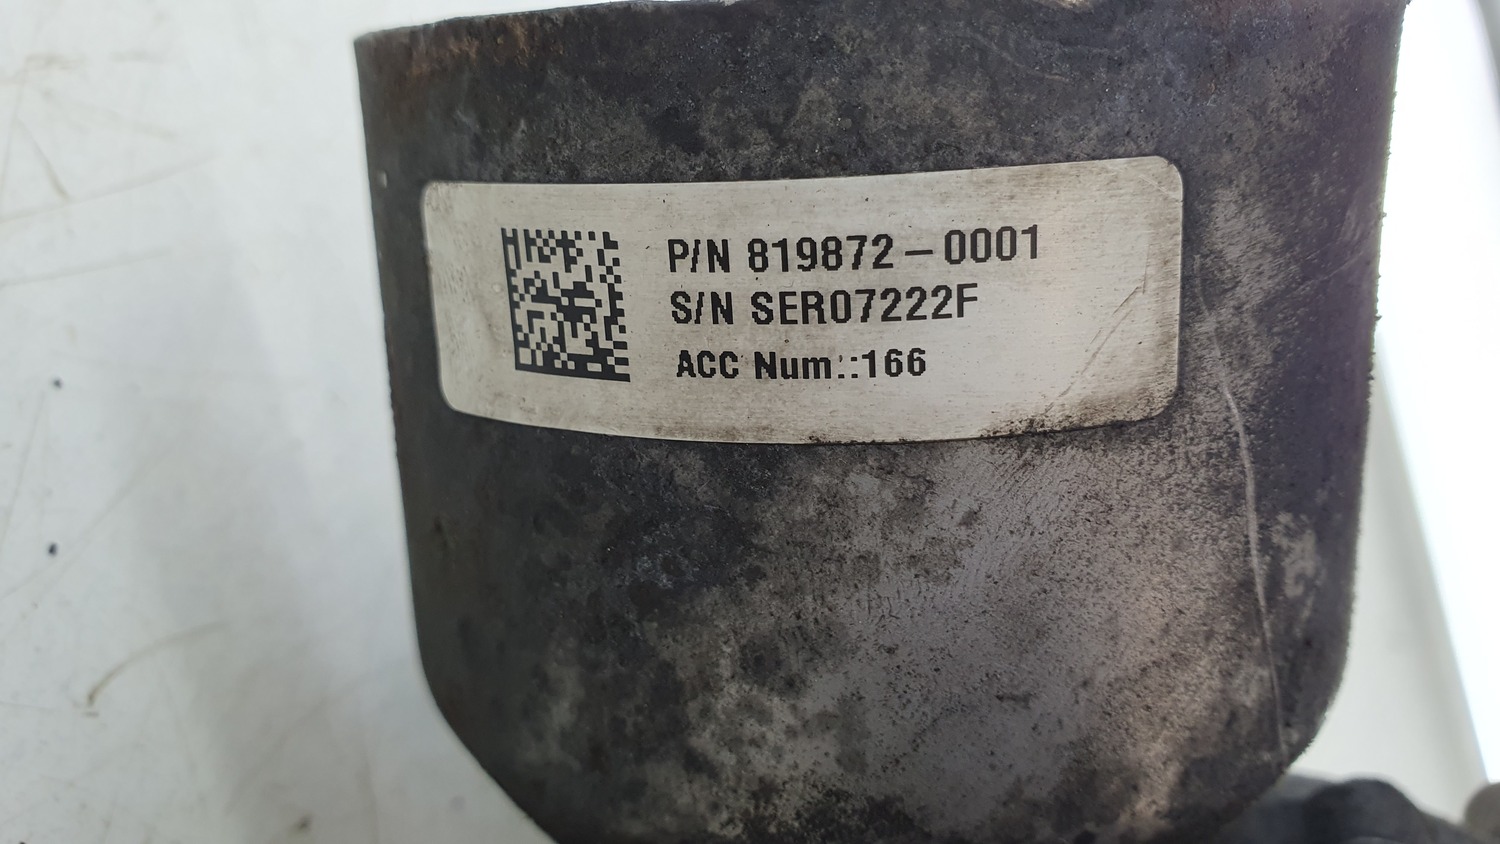 P/N 819872-0001
S/N SER07222F
ACC Num::166